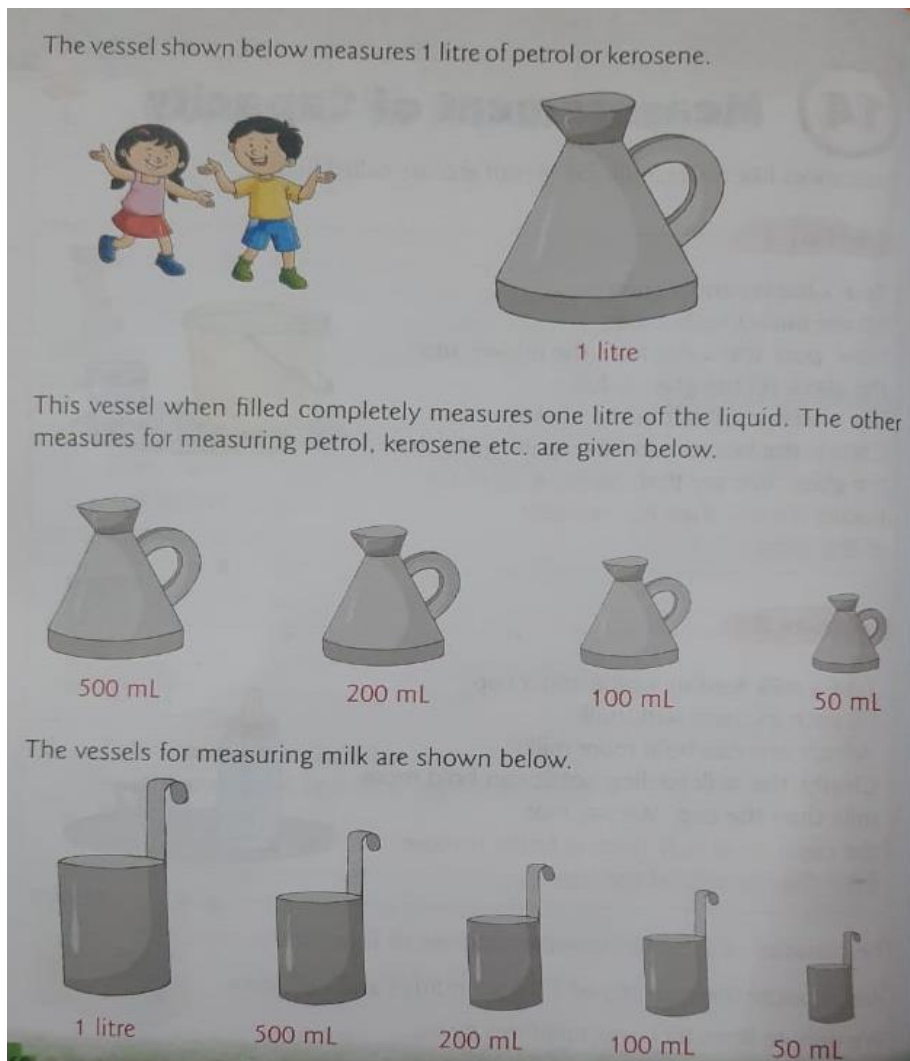 The vessel shown below measures 1 litre of petrol or kerosene.
1 litre
This vessel when filled completely measures one litre of the liquid. The other
measures for measuring petrol, kerosene etc. are given below.
500 mL
200 mL
100 mL
50 mL
The vessels for measuring milk are shown below.
1 litre
500 mL
200 mL
100 mL
50 mL